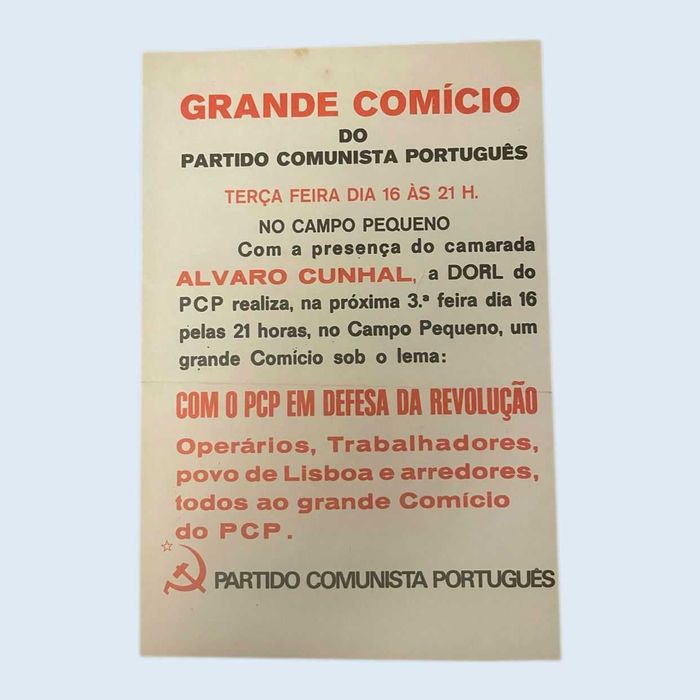 GRANDE COMÍCIO
DO
PARTIDO COMUNISTA PORTUGUÊS
TERÇA FEIRA DIA 16 ÀS 21 H.
NO CAMPO PEQUENO
Com a presença do camarada
ALVARO CUNHAL, a DORL do
PCP realiza, na próxima 3.ª feira dia 16
pelas 21 horas, no Campo Pequeno, um
grande Comício sob o lema:
COM O PCP EM DEFESA DA REVOLUÇÃO
Operários, Trabalhadores,
povo de Lisboa e arredores,
todos ao grande Comício
do PCP.
PARTIDO COMUNISTA PORTUGUÊS